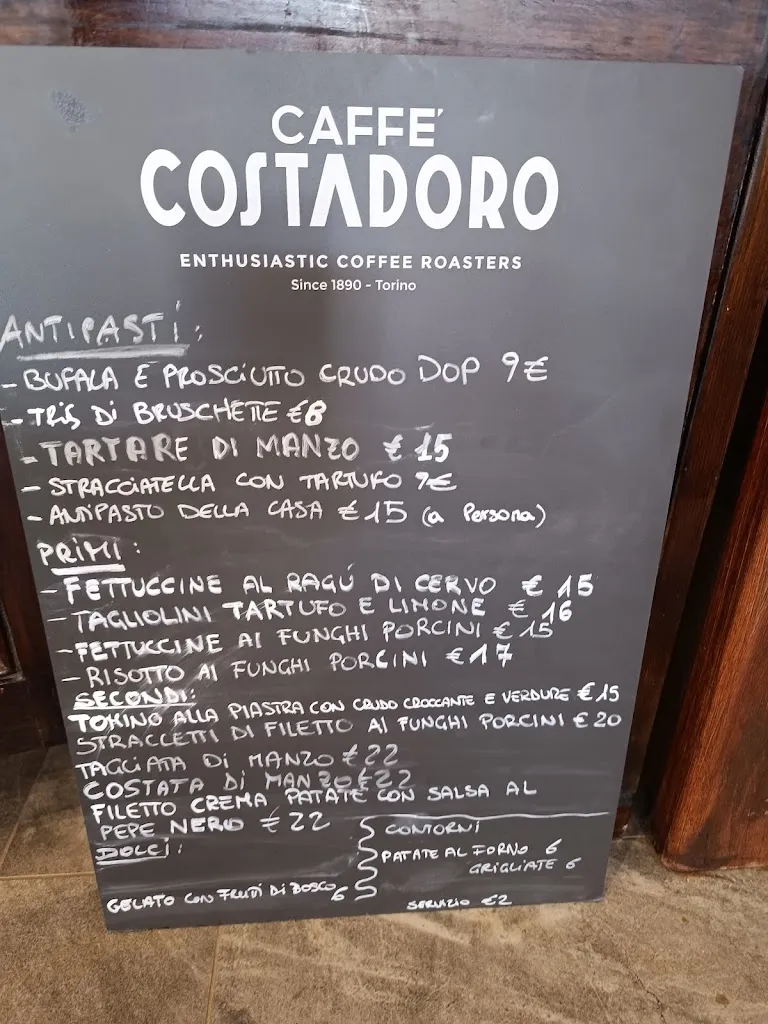 CAFFE'
COSTADORO
ENTHUSIASTIC COFFEE ROASTERS
Since 1890 - Torino
ANTIPASTI:
- BUFALA E PROSCIUTTO CRUDO DOP 9€
- TRIS DI BRUSCHETTE €8
- TARTARE DI MANZO € 15
- STRACCIATELLA CON TARTUFO 9€
- ANTIPASTO DELLA CASA €15 (a Persona)
PRIMI:
- FETTUCCINE AL RAGÚ DI CERVO € 15
- TAGLIOLINI TARTUFO E LIMONE € 16
- FETTUCCINE AI FUNGHI PORCINI € 15
- RISOTTO AI FUNGHI PORCINI €17
SECONDI:
TOMINO ALLA PIASTRA CON CRUDO CROCCANTE E VERDURE €15
STRACCETTI DI FILETTO AI FUNGHI PORCINI €20
TAGLIATA DI MANZO €22
COSTATA DI MANZO €22
FILETTO CREMA PATATE CON SALSA AL
PEPE NERO €22
DOLCI:
GELATO CON FRUTTI DI BOSCO 6
CONTORNI
PATATE AL FORNO 6
GRIGLIATE 6
SERVIZIO €2